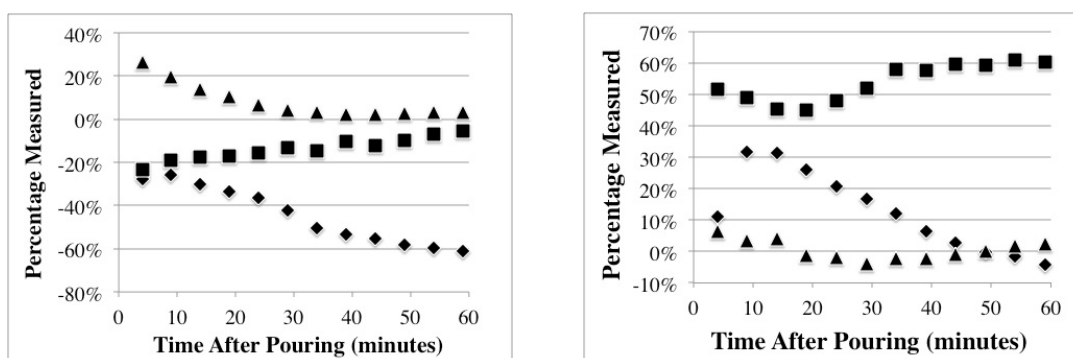 40%
20%
0%
-20%
-40%
-60%
-80%
0 10 20 30 40 50 60
Percentage Measured
Time After Pouring (minutes)
70%
60%
50%
40%
30%
20%
10%
0%
-10%
0 10 20 30 40 50 60
Percentage Measured
Time After Pouring (minutes)